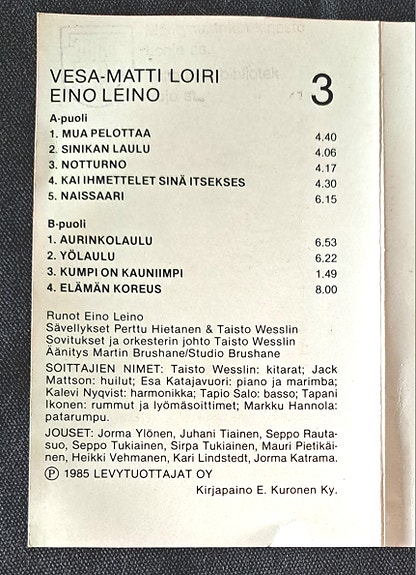 VESA-MATTI LOIRI
EINO LEINO 3
A-puoli
1. MUA PELOTTAA 4.40
2. SINIKAN LAULU 4.06
3. NOTTURNO 4.17
4. KAI IHMETTELET SINÄ ITSEKSES 4.30
5. NAISSAARI 6.15
B-puoli
1. AURINKOLAULU 6.53
2. YÖLAULU 6.22
3. KUMPI ON KAUNIIMPI 1.49
4. ELÄMÄN KOREUS 8.00
Runot Eino Leino
Sävellykset Perttu Hietanen & Taisto Wesslin
Sovitukset ja orkesterin johto Taisto Wesslin
Äänitys Martin Brushane/Studio Brushane
SOITTAJIEN NIMET: Taisto Wesslin: kitarat; Jack
Mattson: huilut; Esa Katajavuori: piano ja marimba;
Kalevi Nyqvist: harmonikka; Tapio Salo: basso; Tapani
Ikonen: rummut ja lyömäsoittimet; Markku Hannola:
patarumpu.
JOUSET: Jorma Ylönen, Juhani Tiainen, Seppo Rauta-
suo, Seppo Tukiainen, Sirpa Tukiainen, Mauri Pietikäi-
nen, Heikki Vehmanen, Kari Lindstedt, Jorma Katrama.
Ⓟ 1985 LEVYTUOTTAJAT OY
Kirjapaino E. Kuronen Ky.